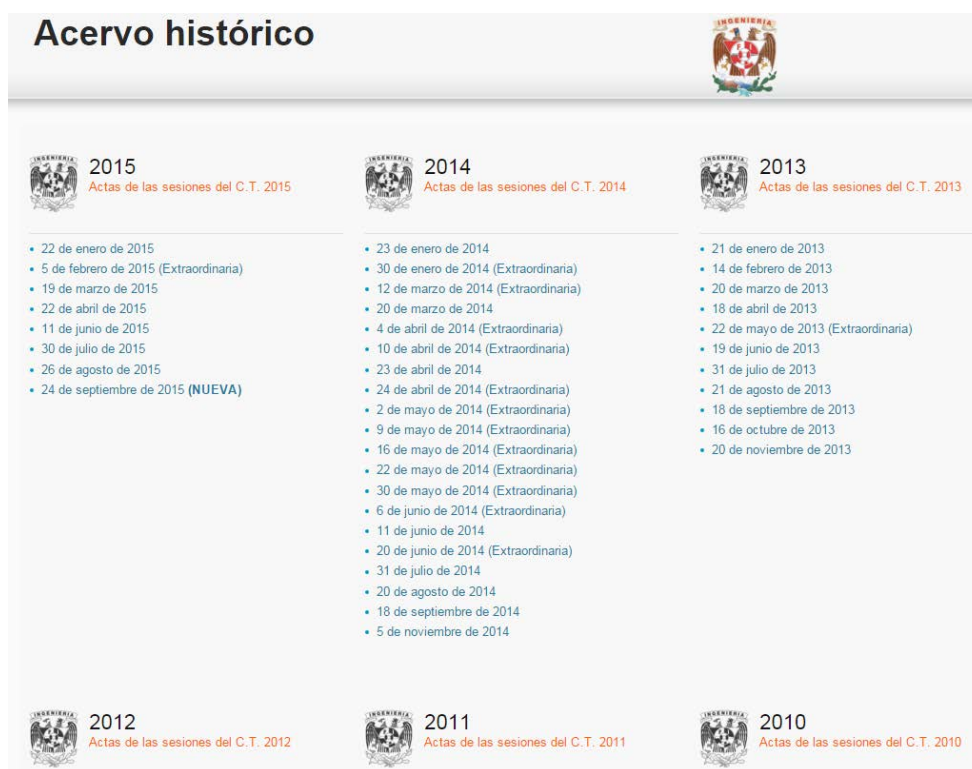 Acervo histórico
INGENIERIA
INGENIERIA
2015
Actas de las sesiones del C.T. 2015
22 de enero de 2015
5 de febrero de 2015 (Extraordinaria)
19 de marzo de 2015
22 de abril de 2015
11 de junio de 2015
30 de julio de 2015
26 de agosto de 2015
24 de septiembre de 2015 (NUEVA)
INGENIERIA
2014
Actas de las sesiones del C.T. 2014
23 de enero de 2014
30 de enero de 2014 (Extraordinaria)
12 de marzo de 2014 (Extraordinaria)
20 de marzo de 2014
4 de abril de 2014 (Extraordinaria)
10 de abril de 2014 (Extraordinaria)
23 de abril de 2014
24 de abril de 2014 (Extraordinaria)
2 de mayo de 2014 (Extraordinaria)
9 de mayo de 2014 (Extraordinaria)
16 de mayo de 2014 (Extraordinaria)
22 de mayo de 2014 (Extraordinaria)
30 de mayo de 2014 (Extraordinaria)
6 de junio de 2014 (Extraordinaria)
11 de junio de 2014
20 de junio de 2014 (Extraordinaria)
31 de julio de 2014
20 de agosto de 2014
18 de septiembre de 2014
5 de noviembre de 2014
INGENIERIA
2013
Actas de las sesiones del C.T. 2013
21 de enero de 2013
14 de febrero de 2013
20 de marzo de 2013
18 de abril de 2013
22 de mayo de 2013 (Extraordinaria)
19 de junio de 2013
31 de julio de 2013
21 de agosto de 2013
18 de septiembre de 2013
16 de octubre de 2013
20 de noviembre de 2013
INGENIERIA
2012
Actas de las sesiones del C.T. 2012
INGENIERIA
2011
Actas de las sesiones del C.T. 2011
INGENIERIA
2010
Actas de las sesiones del C.T. 2010